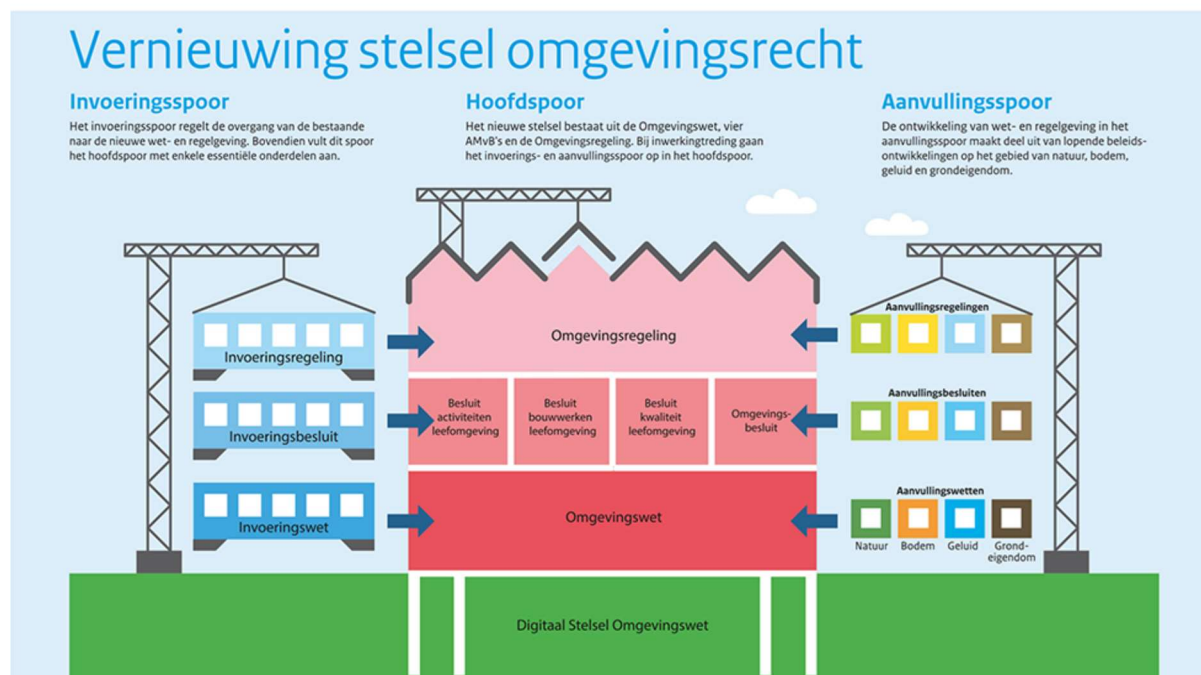 Vernieuwing stelsel omgevingsrecht
Invoeringsspoor
Het invoeringsspoor regelt de overgang van de bestaande
naar de nieuwe wet- en regelgeving. Bovendien vult dit spoor
het hoofdspoor met enkele essentiële onderdelen aan.
Hoofdspoor
Het nieuwe stelsel bestaat uit de Omgevingswet, vier
AMvB's en de Omgevingsregeling. Bij inwerkingtreding gaan
het invoerings- en aanvullingsspoor op in het hoofdspoor.
Aanvullingsspoor
De ontwikkeling van wet- en regelgeving in het
aanvullingsspoor maakt deel uit van lopende beleids-
ontwikkelingen op het gebied van natuur, bodem,
geluid en grondeigendom.
Invoeringsregeling
Invoeringsbesluit
Invoeringswet
Omgevingsregeling
Besluit
activiteiten
leefomgeving
Besluit
bouwwerken
leefomgeving
Besluit
kwaliteit
leefomgeving
Omgevings-
besluit
Omgevingswet
Digitaal Stelsel Omgevingswet
Aanvullingsregelingen
Aanvullingsbesluiten
Aanvullingswetten
Natuur
Bodem
Geluid
Grond-
eigendom